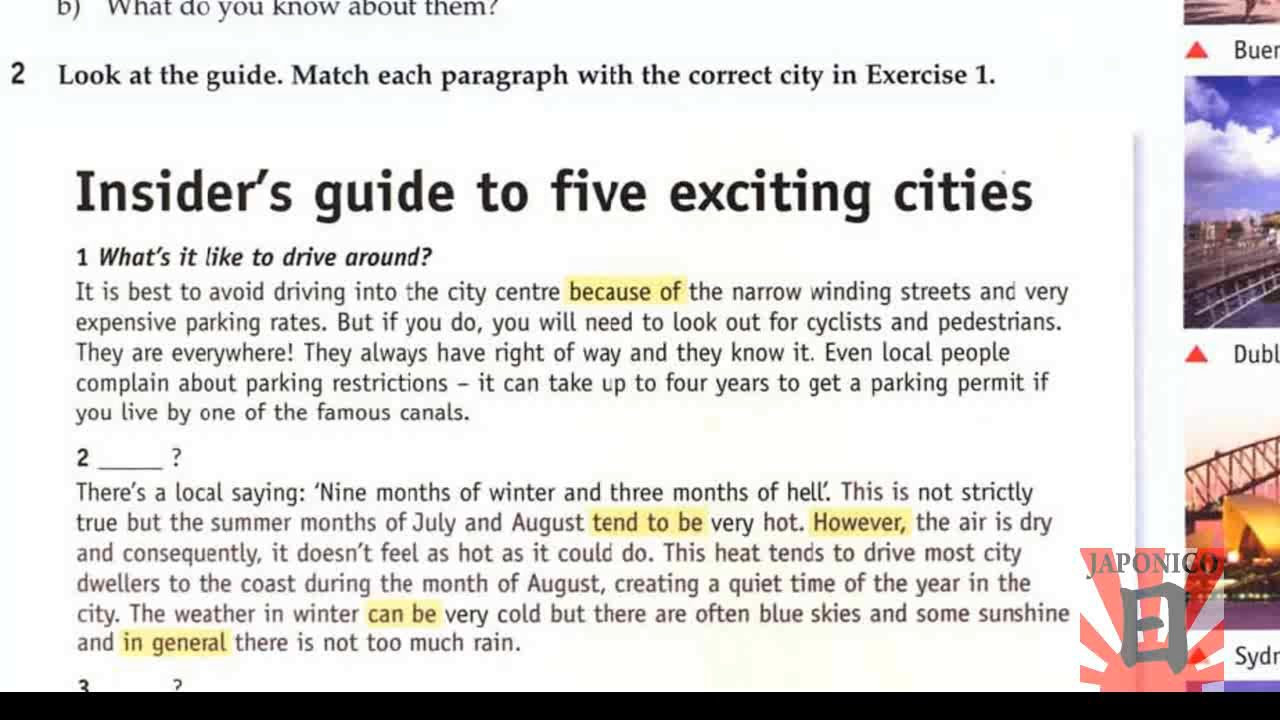 b) What do you know about them?
2 Look at the guide. Match each paragraph with the correct city in Exercise 1.
Insider's guide to five exciting cities
1 What's it like to drive around?
It is best to avoid driving into the city centre because of the narrow winding streets and very
expensive parking rates. But if you do, you will need to look out for cyclists and pedestrians.
They are everywhere! They always have right of way and they know it. Even local people
complain about parking restrictions – it can take up to four years to get a parking permit if
you live by one of the famous canals.
2 _____ ?
There's a local saying: 'Nine months of winter and three months of hell'. This is not strictly
true but the summer months of July and August tend to be very hot. However, the air is dry
and consequently, it doesn't feel as hot as it could do. This heat tends to drive most city
dwellers to the coast during the month of August, creating a quiet time of the year in the
city. The weather in winter can be very cold but there are often blue skies and some sunshine
and in general there is not too much rain.
3 _____ ?
Buen
Dubl
Sydn
JAPONICO
日